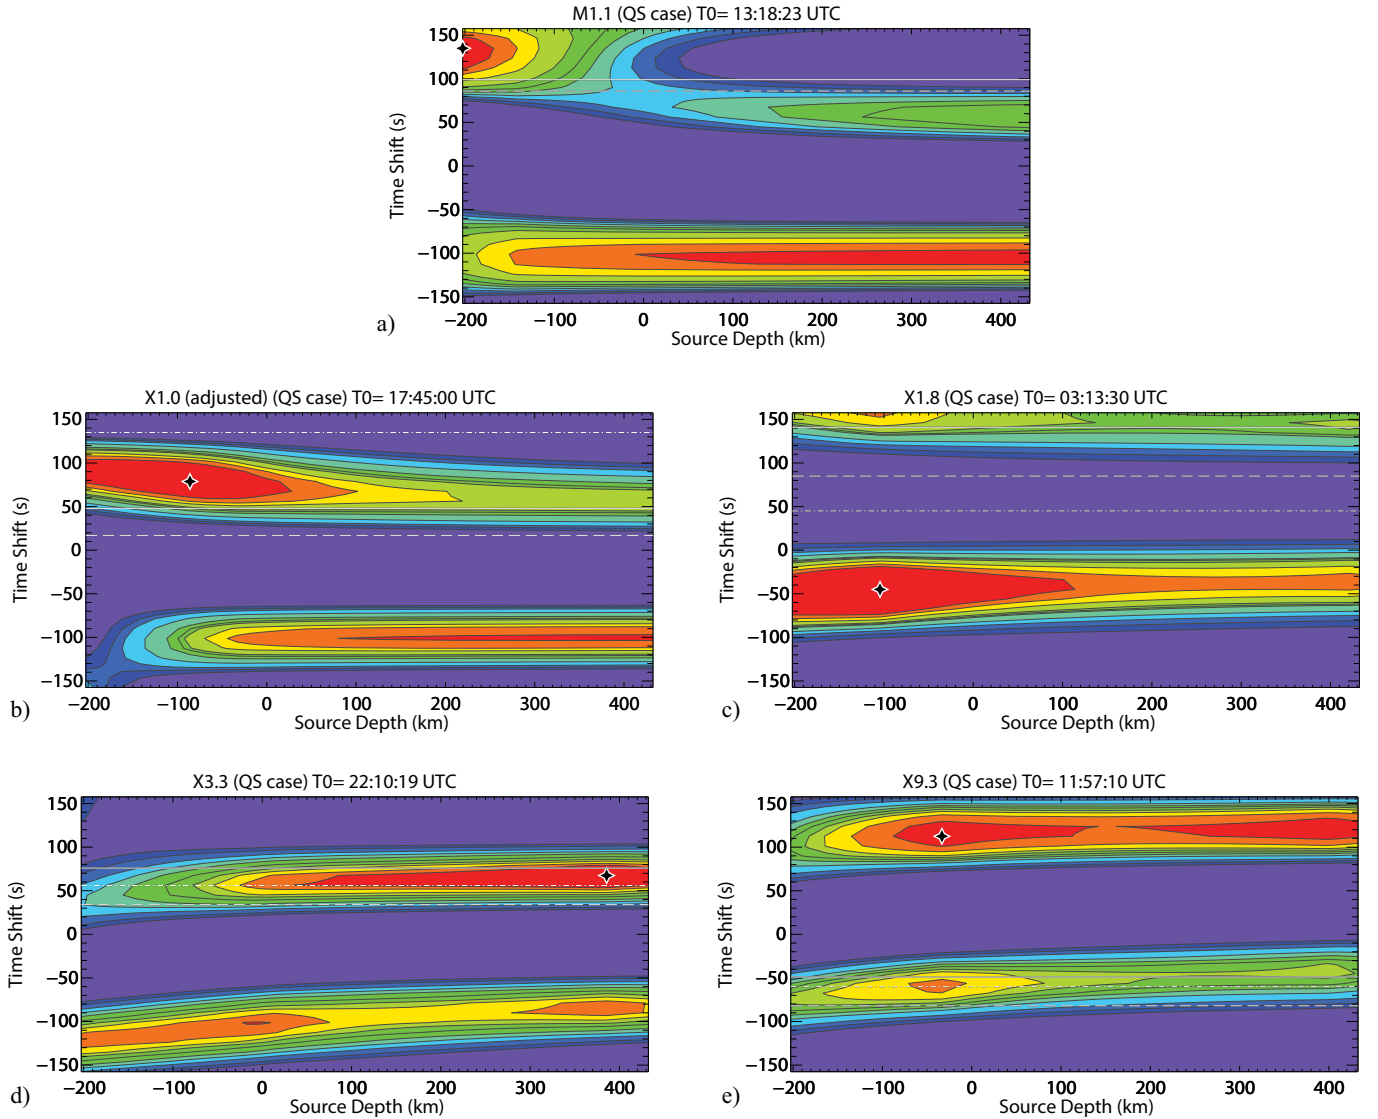 M1.1 (QS case) T0= 13:18:23 UTC
150
100
50
0
−50
−100
−150
Time Shift (s)
−200 −100 0 100 200 300 400
Source Depth (km)
a)
X1.0 (adjusted) (QS case) T0= 17:45:00 UTC
150
100
50
0
−50
−100
−150
Time Shift (s)
−200 −100 0 100 200 300 400
Source Depth (km)
b)
X1.8 (QS case) T0= 03:13:30 UTC
150
100
50
0
−50
−100
−150
Time Shift (s)
−200 −100 0 100 200 300 400
Source Depth (km)
c)
X3.3 (QS case) T0= 22:10:19 UTC
150
100
50
0
−50
−100
−150
Time Shift (s)
−200 −100 0 100 200 300 400
Source Depth (km)
d)
X9.3 (QS case) T0= 11:57:10 UTC
150
100
50
0
−50
−100
−150
Time Shift (s)
−200 −100 0 100 200 300 400
Source Depth (km)
e)